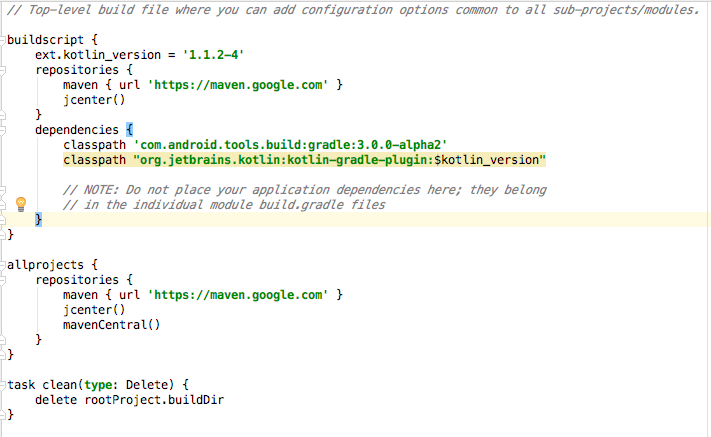 // Top-level build file where you can add configuration options common to all sub-projects/modules.
buildscript {
ext.kotlin_version = '1.1.2-4'
repositories {
maven { url 'https://maven.google.com' }
jcenter()
}
dependencies {
classpath 'com.android.tools.build:gradle:3.0.0-alpha2'
classpath "org.jetbrains.kotlin:kotlin-gradle-plugin:$kotlin_version"
// NOTE: Do not place your application dependencies here; they belong
// in the individual module build.gradle files
}
}
allprojects {
repositories {
maven { url 'https://maven.google.com' }
jcenter()
mavenCentral()
}
}
task clean(type: Delete) {
delete rootProject.buildDir
}